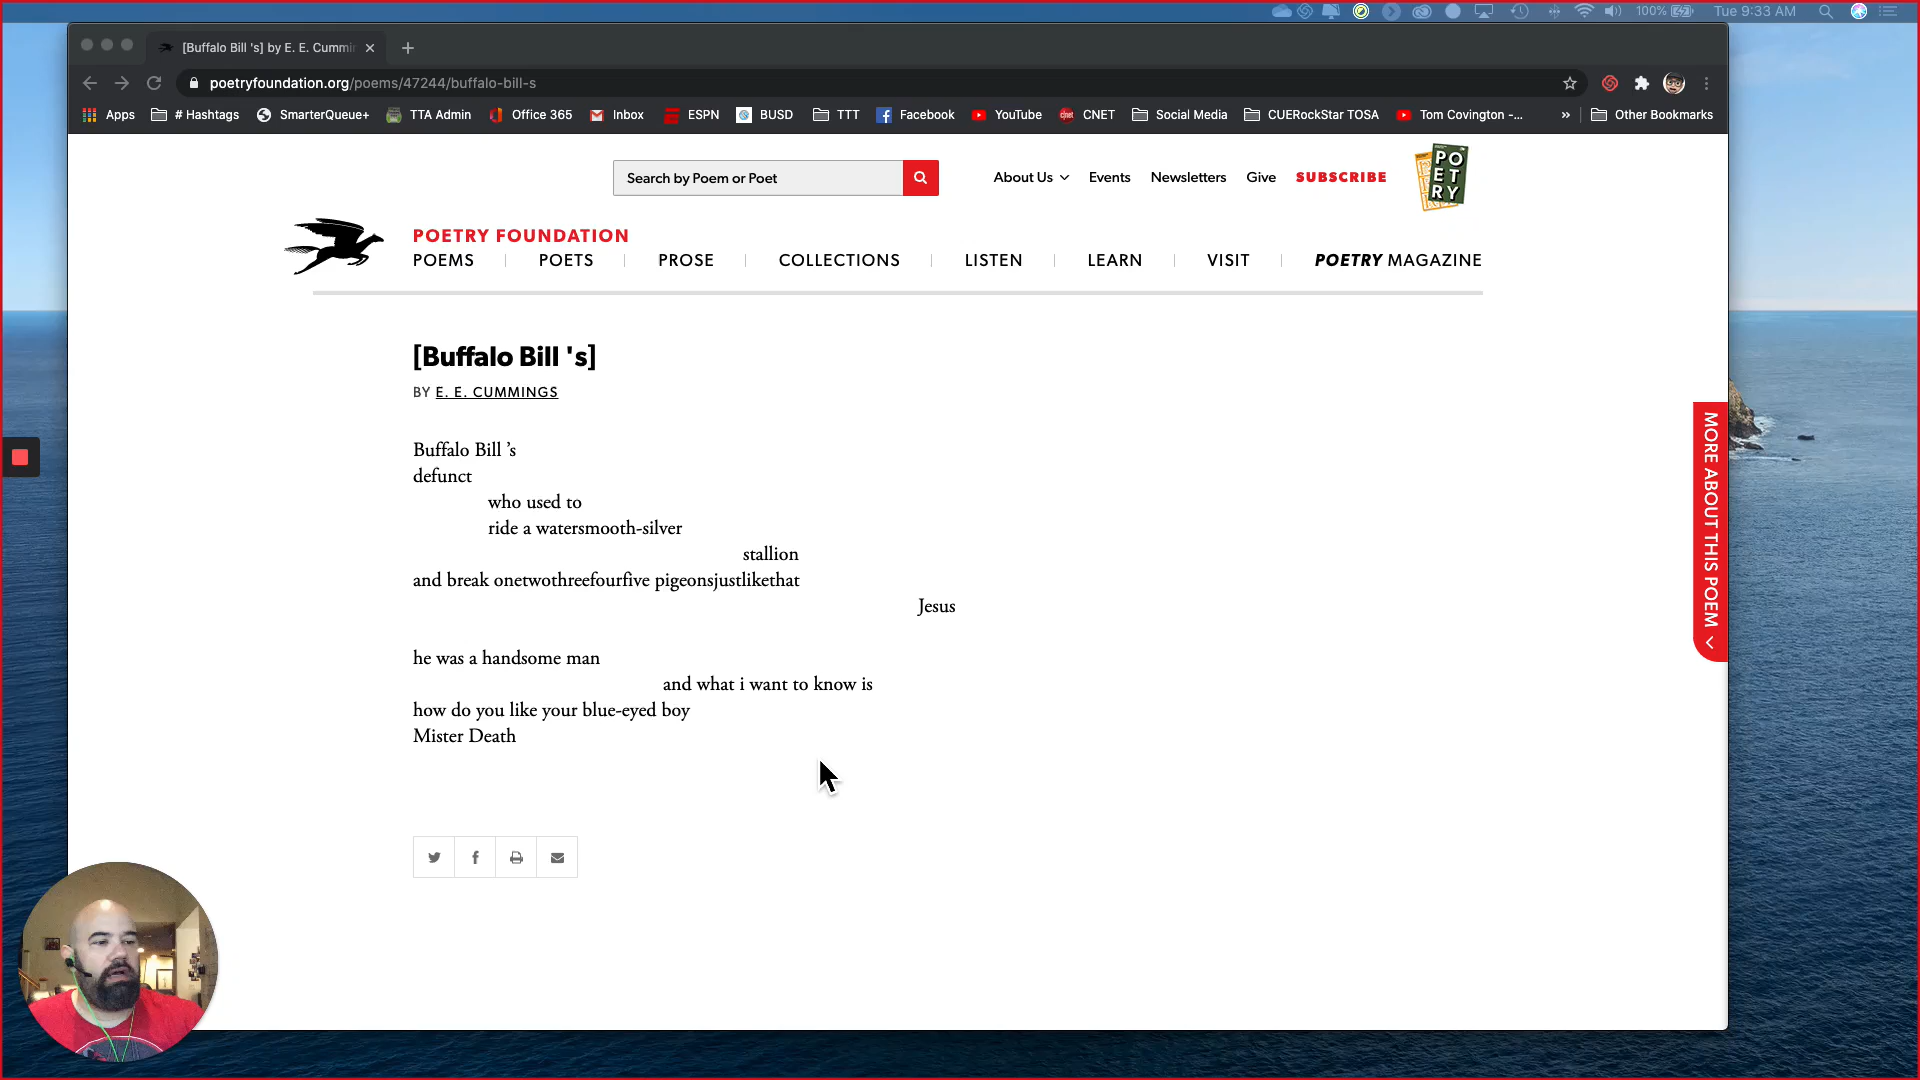 100% Tue 9:33 AM
[Buffalo Bill 's] by E. E. Cummin
poetryfoundation.org/poems/47244/buffalo-bill-s
Apps # Hashtags SmarterQueue+ TTA Admin Office 365 Inbox ESPN BUSD TTT Facebook YouTube CNET Social Media CUERockStar TOSA Tom Covington -... » Other Bookmarks
Search by Poem or Poet About Us Events Newsletters Give SUBSCRIBE
PO
ET
RY
POETRY FOUNDATION
POEMS POETS PROSE COLLECTIONS LISTEN LEARN VISIT POETRY MAGAZINE
[Buffalo Bill 's]
BY E. E. CUMMINGS
Buffalo Bill ’s
defunct
who used to
ride a watersmooth-silver
stallion
and break onetwothreefourfive pigeonsjustlikethat
Jesus
he was a handsome man
and what i want to know is
how do you like your blue-eyed boy
Mister Death
MORE ABOUT THIS POEM